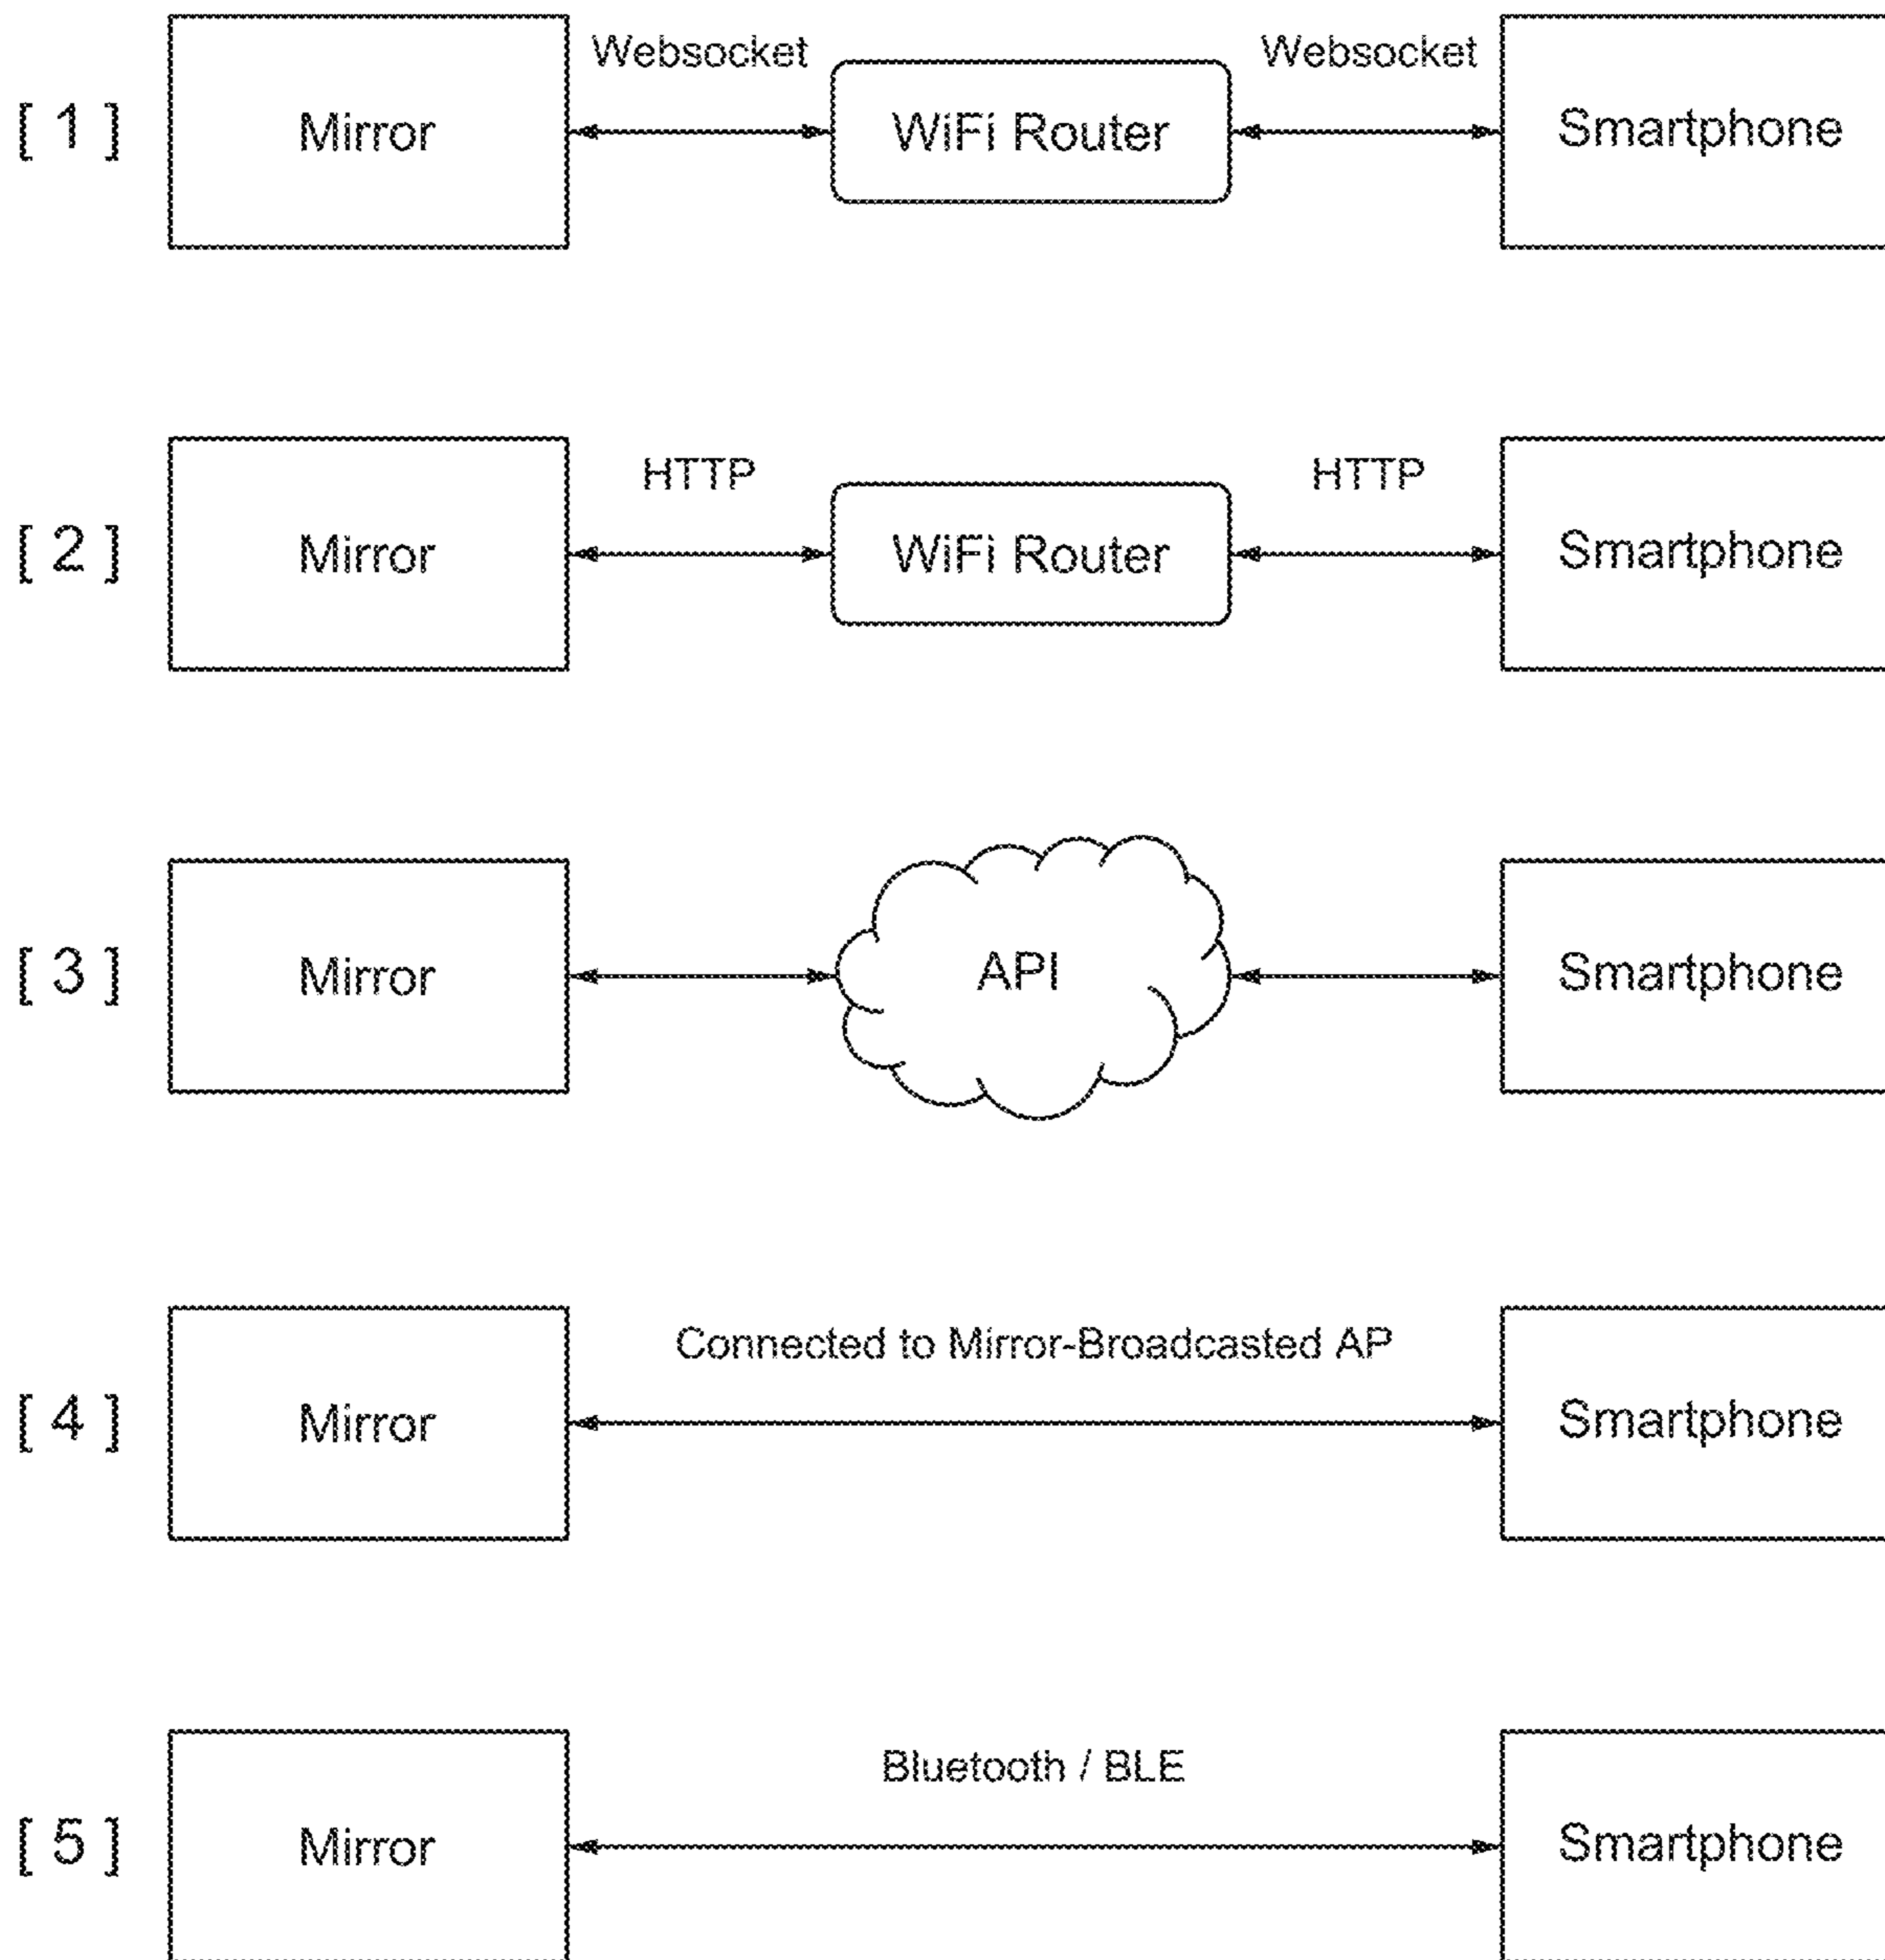 Websocket Websocket
[ 1 ] Mirror WiFi Router Smartphone
HTTP HTTP
[ 2 ] Mirror WiFi Router Smartphone
[ 3 ] Mirror API Smartphone
Connected to Mirror-Broadcasted AP
[ 4 ] Mirror Smartphone
Bluetooth / BLE
[ 5 ] Mirror Smartphone